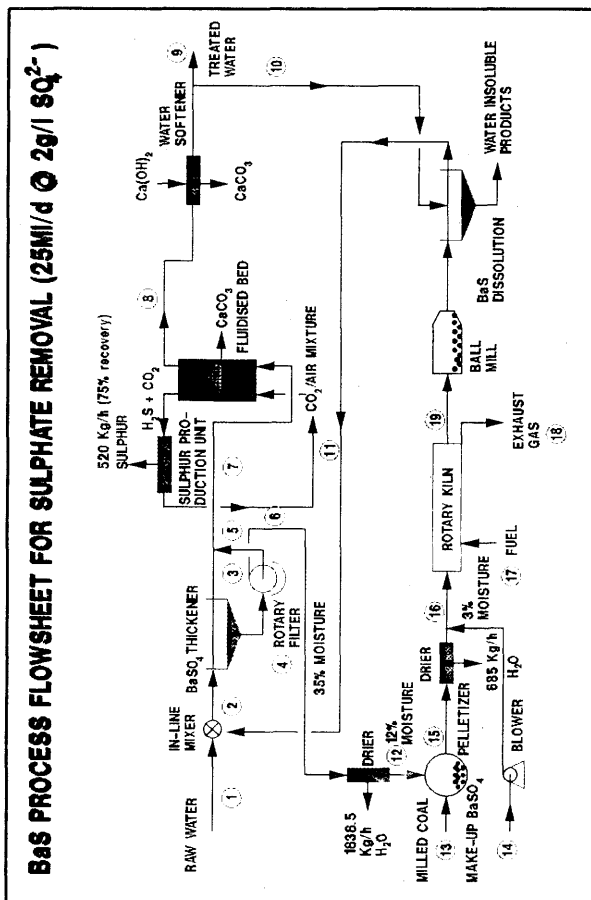 BaS PROCESS FLOWSHEET FOR SULPHATE REMOVAL (25Ml/d @ 2g/l SO₄²⁻)
RAW WATER
1
IN-LINE
MIXER
2
BaSO₄ THICKENER
3
ROTARY
FILTER
4
5
6
35% MOISTURE
520 Kg/h (75% recovery)
SULPHUR
H₂S + CO₂
SULPHUR PRO-
DUCTION UNIT
7
CaCO₃
FLUIDISED BED
CO₂/AIR MIXTURE
8
Ca(OH)₂
CaCO₃
WATER
SOFTENER
9
TREATED
WATER
10
11
DRIER
1838.5
Kg/h
H₂O
12
12%
MOISTURE
MILLED COAL
13
MAKE-UP BaSO₄
PELLETIZER
15
14
BLOWER
DRIER
685 Kg/h
H₂O
16
3%
MOISTURE
17
FUEL
ROTARY KILN
19
EXHAUST
GAS
18
BALL
MILL
BaS
DISSOLUTION
WATER INSOLUBLE
PRODUCTS